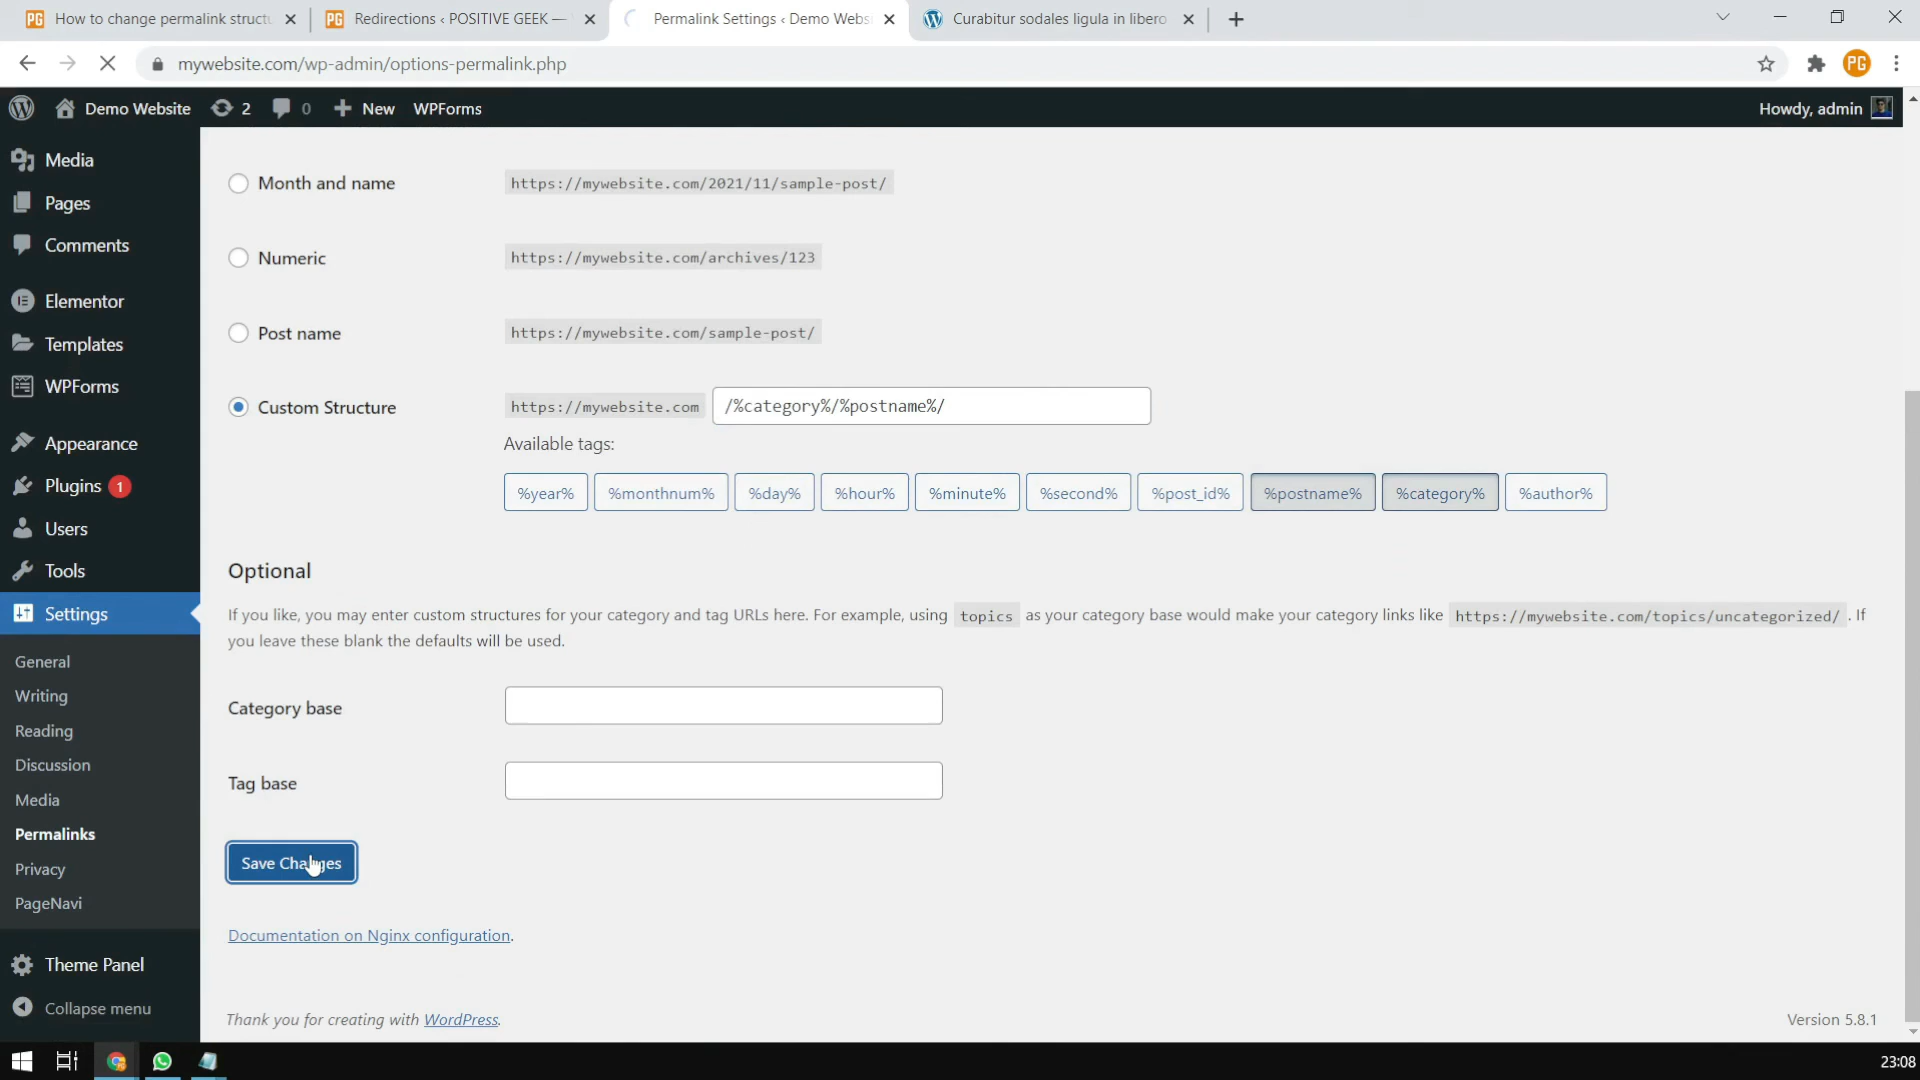 How to change permalink structu
Redirections ‹ POSITIVE GEEK —
Permalink Settings ‹ Demo Webs
Curabitur sodales ligula in libero
mywebsite.com/wp-admin/options-permalink.php
PG
Demo Website
2
0
New
WPForms
Howdy, admin
Media
Pages
Comments
Elementor
Templates
WPForms
Appearance
Plugins 1
Users
Tools
Settings
General
Writing
Reading
Discussion
Media
Permalinks
Privacy
PageNavi
Theme Panel
Collapse menu
Month and name
https://mywebsite.com/2021/11/sample-post/
Numeric
https://mywebsite.com/archives/123
Post name
https://mywebsite.com/sample-post/
Custom Structure
https://mywebsite.com
/%category%/%postname%/
Available tags:
%year%
%monthnum%
%day%
%hour%
%minute%
%second%
%post_id%
%postname%
%category%
%author%
Optional
If you like, you may enter custom structures for your category and tag URLs here. For example, using topics as your category base would make your category links like https://mywebsite.com/topics/uncategorized/ . If
you leave these blank the defaults will be used.
Category base
Tag base
Save Changes
Documentation on Nginx configuration.
Thank you for creating with WordPress.
Version 5.8.1
23:08